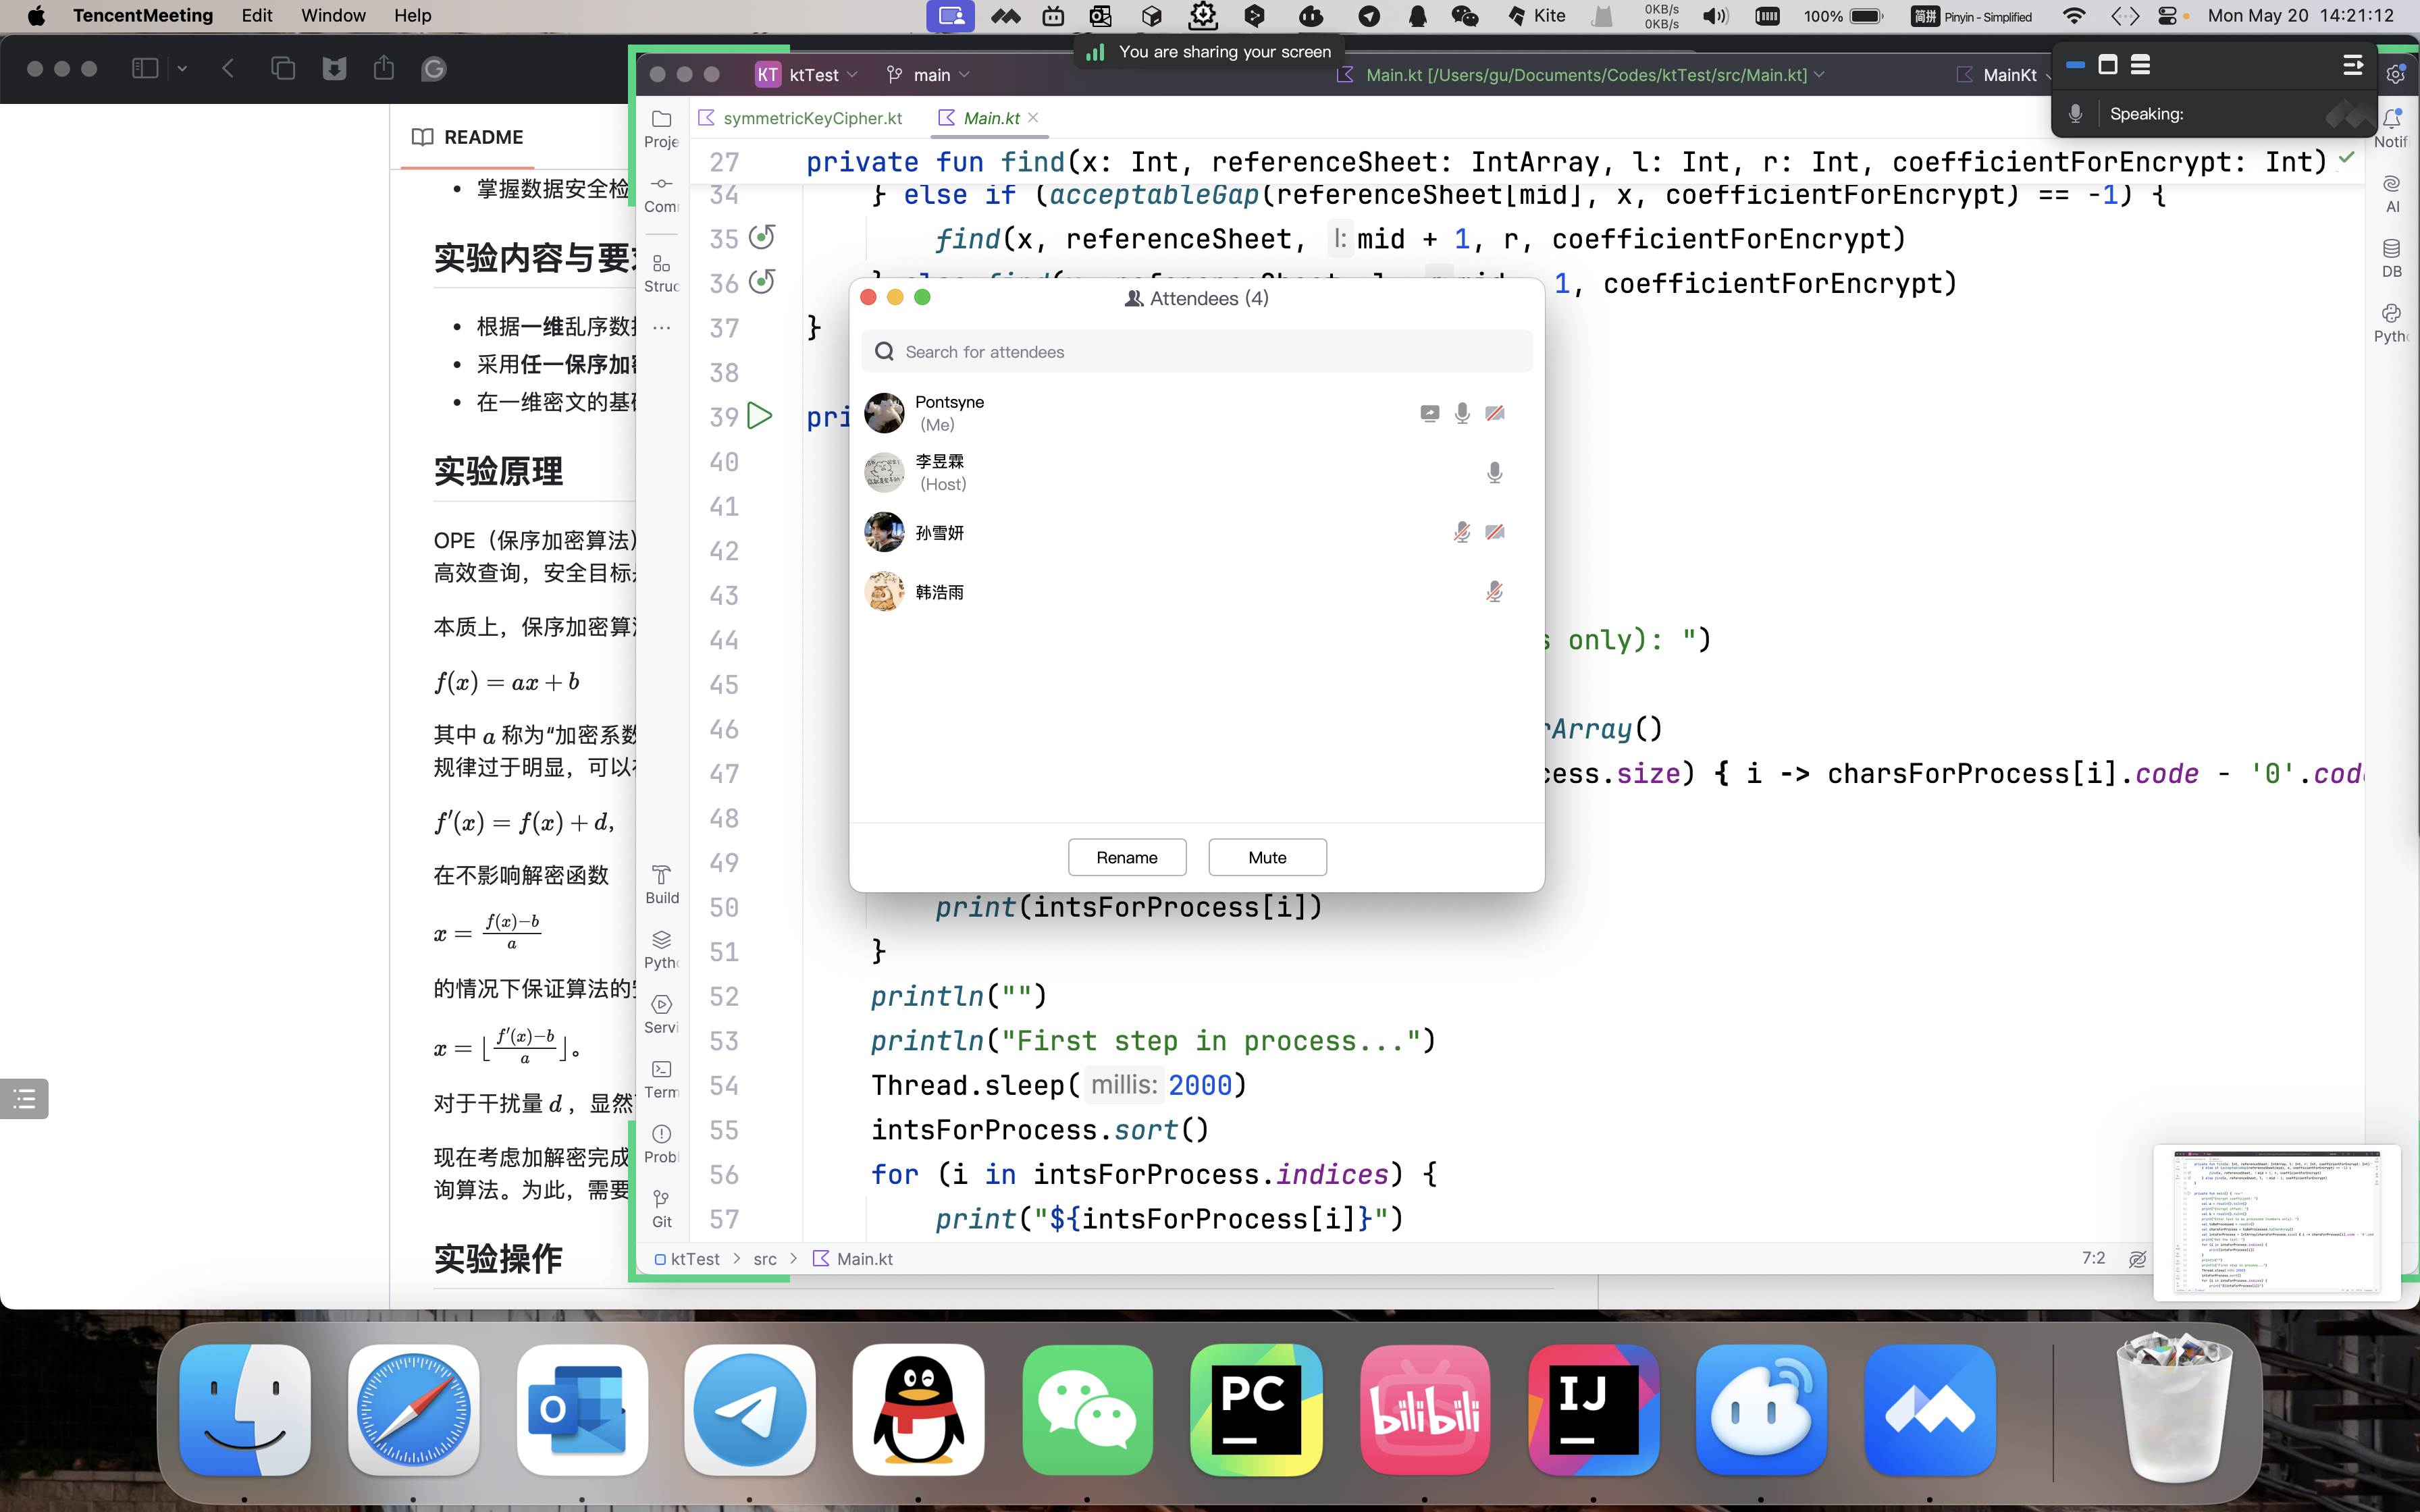 TencentMeeting Edit Window Help
Kite 0KB/s 0KB/s 100% 简拼 Pinyin - Simplified Mon May 20 14:21:12
You are sharing your screen
KT ktTest main Main.kt [/Users/gu/Documents/Codes/ktTest/src/Main.kt] MainKt
Speaking:
README
掌握数据安全检
实验内容与要
根据一维乱序数
采用任一保序加
在一维密文的基
实验原理
OPE（保序加密算法）
高效查询，安全目标
本质上，保序加密算
f(x) = ax + b
其中 a 称为“加密系数
规律过于明显，可以
f′(x) = f(x) + d,
在不影响解密函数
x = f(x)−b / a
的情况下保证算法的
x = ⌊ f′(x)−b / a ⌋。
对于干扰量 d ，显然
现在考虑加解密完成
询算法。为此，需要
实验操作
symmetricKeyCipher.kt Main.kt
Proje
Com
Struc
Build
Pytho
Servi
Term
Probl
Git
27 private fun find(x: Int, referenceSheet: IntArray, l: Int, r: Int, coefficientForEncrypt: Int)
34 } else if (acceptableGap(referenceSheet[mid], x, coefficientForEncrypt) == -1) {
35 find(x, referenceSheet, l: mid + 1, r, coefficientForEncrypt)
36 1, coefficientForEncrypt)
37 }
38
39 pri
40
41
42
43
44 s only): ")
45
46 rArray()
47 cess.size) { i -> charsForProcess[i].code - '0'.cod
48
49
50 print(intsForProcess[i])
51 }
52 println("")
53 println("First step in process...")
54 Thread.sleep( millis: 2000)
55 intsForProcess.sort()
56 for (i in intsForProcess.indices) {
57 print("${intsForProcess[i]}")
ktTest > src > Main.kt
7:2
Notifi
AI
DB
Pytho
Attendees (4)
Search for attendees
Pontsyne
(Me)
李昱霖
(Host)
孙雪妍
韩浩雨
Rename Mute
O
PC
bilibili
IJ